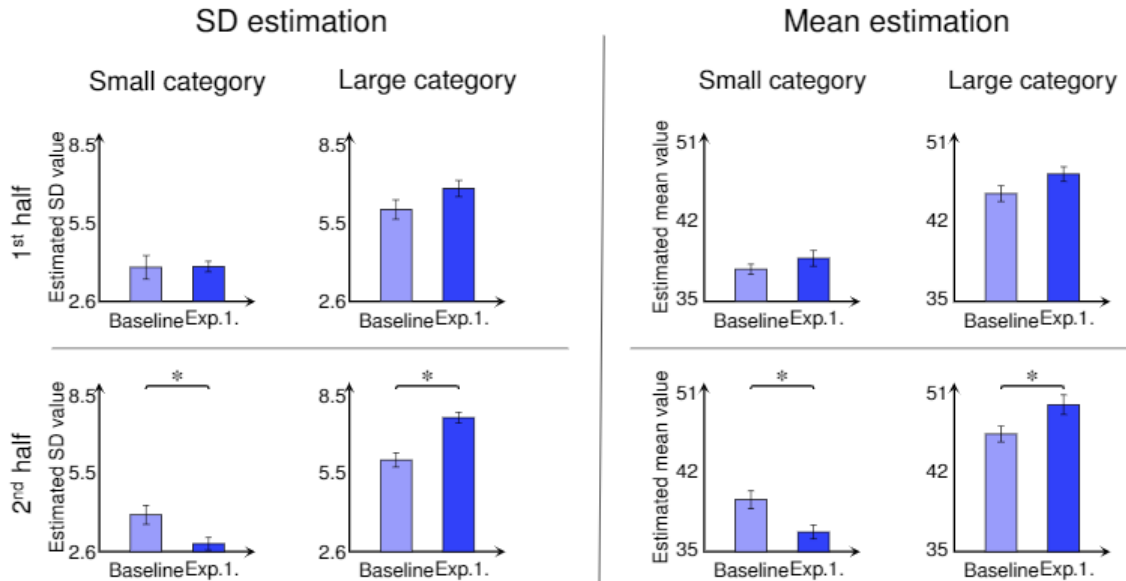 SD estimation
Mean estimation
Small category
Large category
Small category
Large category
1st half
Estimated SD value
8.5
5.5
2.6
Baseline Exp.1.
8.5
5.5
2.6
Baseline Exp.1.
Estimated mean value
51
42
35
Baseline Exp.1.
51
42
35
Baseline Exp.1.
2nd half
Estimated SD value
8.5
5.5
2.6
*
Baseline Exp.1.
8.5
5.5
2.6
*
Baseline Exp.1.
Estimated mean value
51
42
35
*
Baseline Exp.1.
51
42
35
*
Baseline Exp.1.